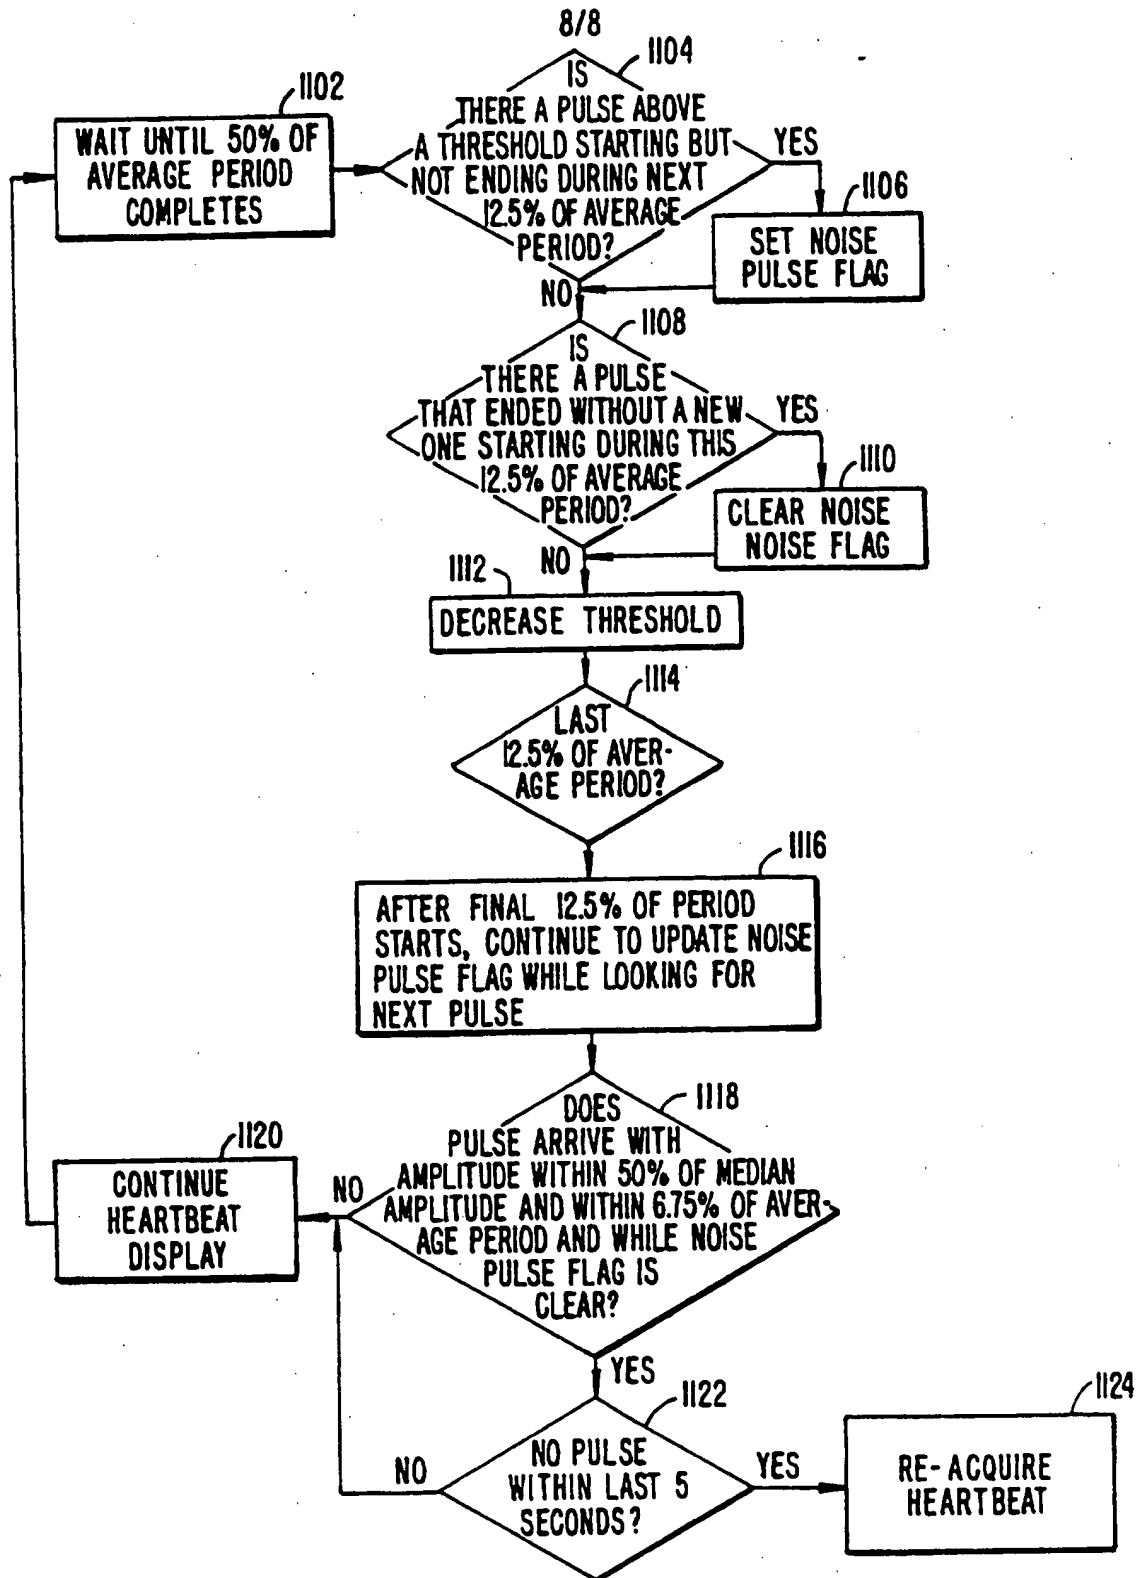 8/8
1102
WAIT UNTIL 50% OF
AVERAGE PERIOD
COMPLETES
1104
IS
THERE A PULSE ABOVE
A THRESHOLD STARTING BUT
NOT ENDING DURING NEXT
12.5% OF AVERAGE
PERIOD?
YES
1106
SET NOISE
PULSE FLAG
NO
1108
IS
THERE A PULSE
THAT ENDED WITHOUT A NEW
ONE STARTING DURING THIS
12.5% OF AVERAGE
PERIOD?
YES
1110
CLEAR NOISE
NOISE FLAG
NO
1112
DECREASE THRESHOLD
1114
LAST
12.5% OF AVER-
AGE PERIOD?
1116
AFTER FINAL 12.5% OF PERIOD
STARTS, CONTINUE TO UPDATE NOISE
PULSE FLAG WHILE LOOKING FOR
NEXT PULSE
1118
DOES
PULSE ARRIVE WITH
AMPLITUDE WITHIN 50% OF MEDIAN
AMPLITUDE AND WITHIN 6.75% OF AVER-
AGE PERIOD AND WHILE NOISE
PULSE FLAG IS
CLEAR?
NO
1120
CONTINUE
HEARTBEAT
DISPLAY
YES
1122
NO PULSE
WITHIN LAST 5
SECONDS?
NO
YES
1124
RE-ACQUIRE
HEARTBEAT